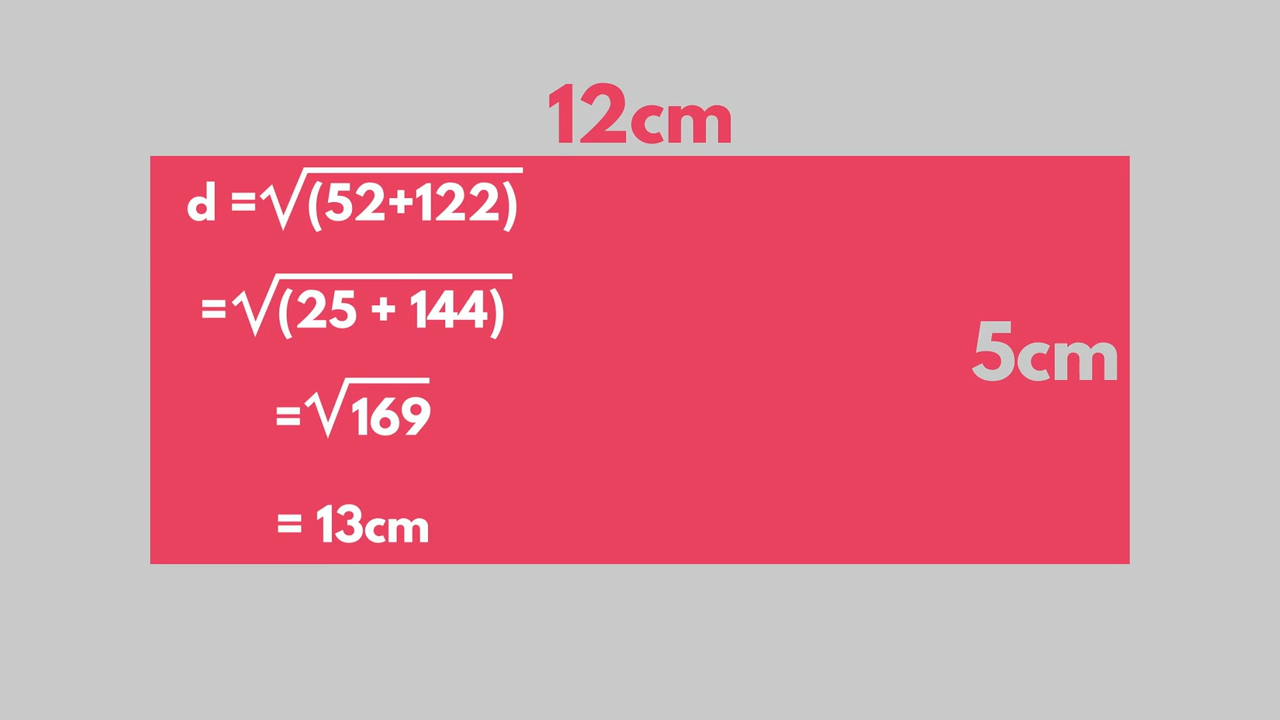 12cm
d =√(52+122)
=√(25 + 144)
5cm
=√169
= 13cm